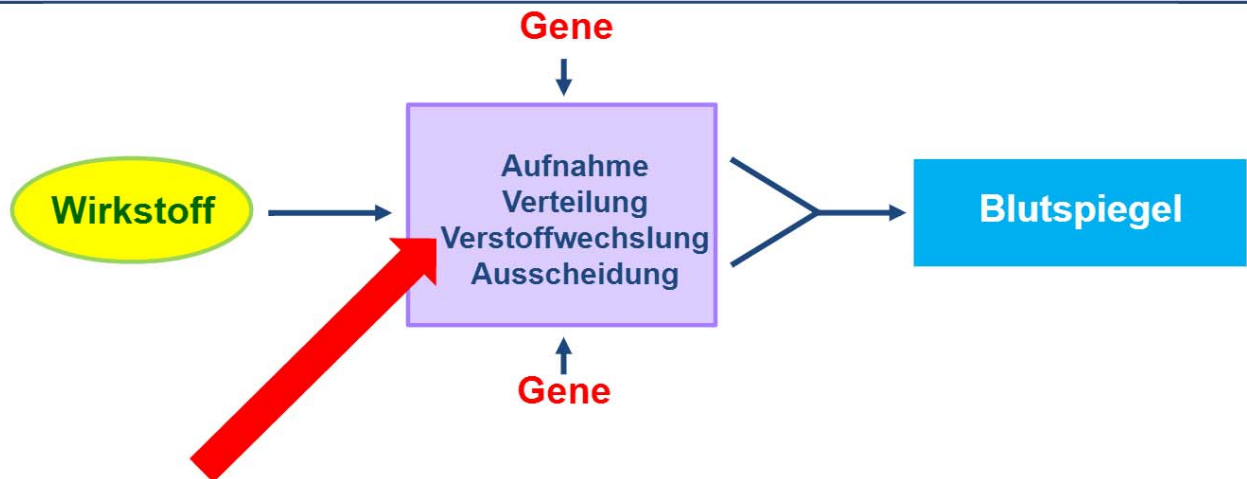 Gene
Wirkstoff
Aufnahme
Verteilung
Verstoffwechslung
Ausscheidung
Blutspiegel
Gene